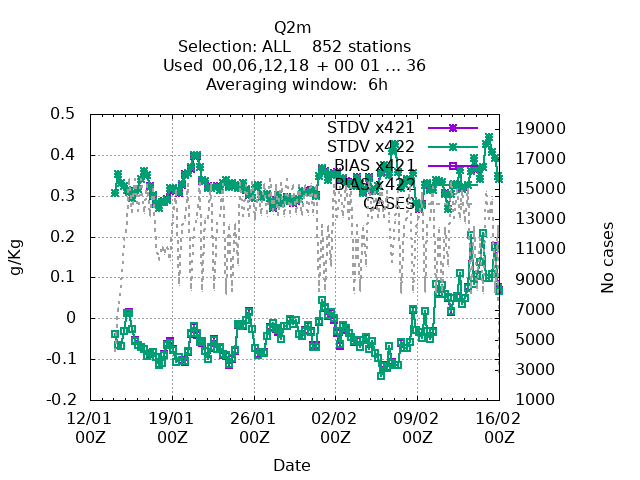 Q2m
Selection: ALL    852 stations
Used  00,06,12,18  + 00 01 ... 36
Averaging window:  6h
STDV x421
STDV x422
BIAS x421
BIAS x422
CASES
0.5
0.4
0.3
0.2
0.1
0
-0.1
-0.2
g/Kg
19000
17000
15000
13000
11000
9000
7000
5000
3000
1000
No cases
12/01 19/01 26/01 02/02 09/02 16/02
00Z 00Z 00Z 00Z 00Z 00Z
Date